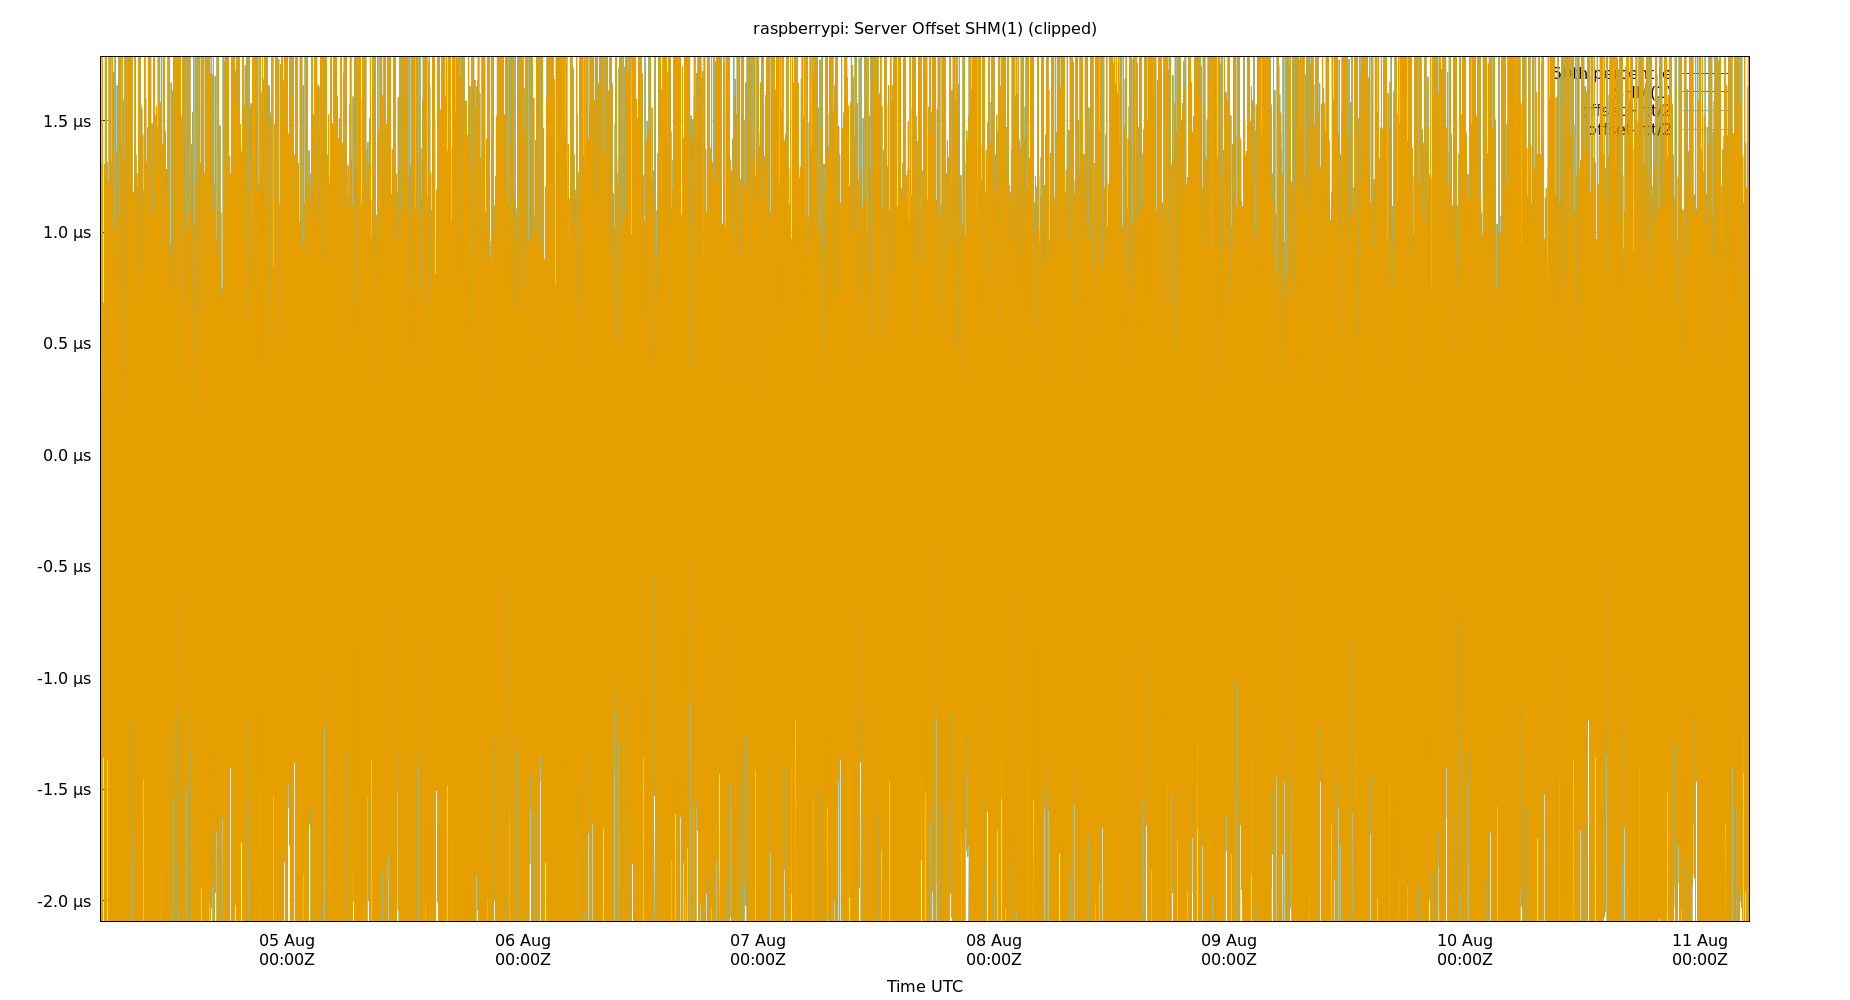 raspberrypi: Server Offset SHM(1) (clipped)
1.5 µs
1.0 µs
0.5 µs
0.0 µs
-0.5 µs
-1.0 µs
-1.5 µs
-2.0 µs
05 Aug 06 Aug 07 Aug 08 Aug 09 Aug 10 Aug 11 Aug
00:00Z 00:00Z 00:00Z 00:00Z 00:00Z 00:00Z 00:00Z
Time UTC